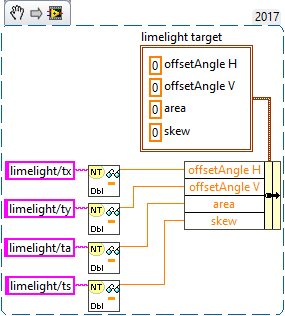 2017
limelight target
0 offsetAngle H
0 offsetAngle V
0 area
0 skew
limelight/tx NT Dbl offsetAngle H
limelight/ty NT Dbl offsetAngle V
limelight/ta NT Dbl area
limelight/ts NT Dbl skew